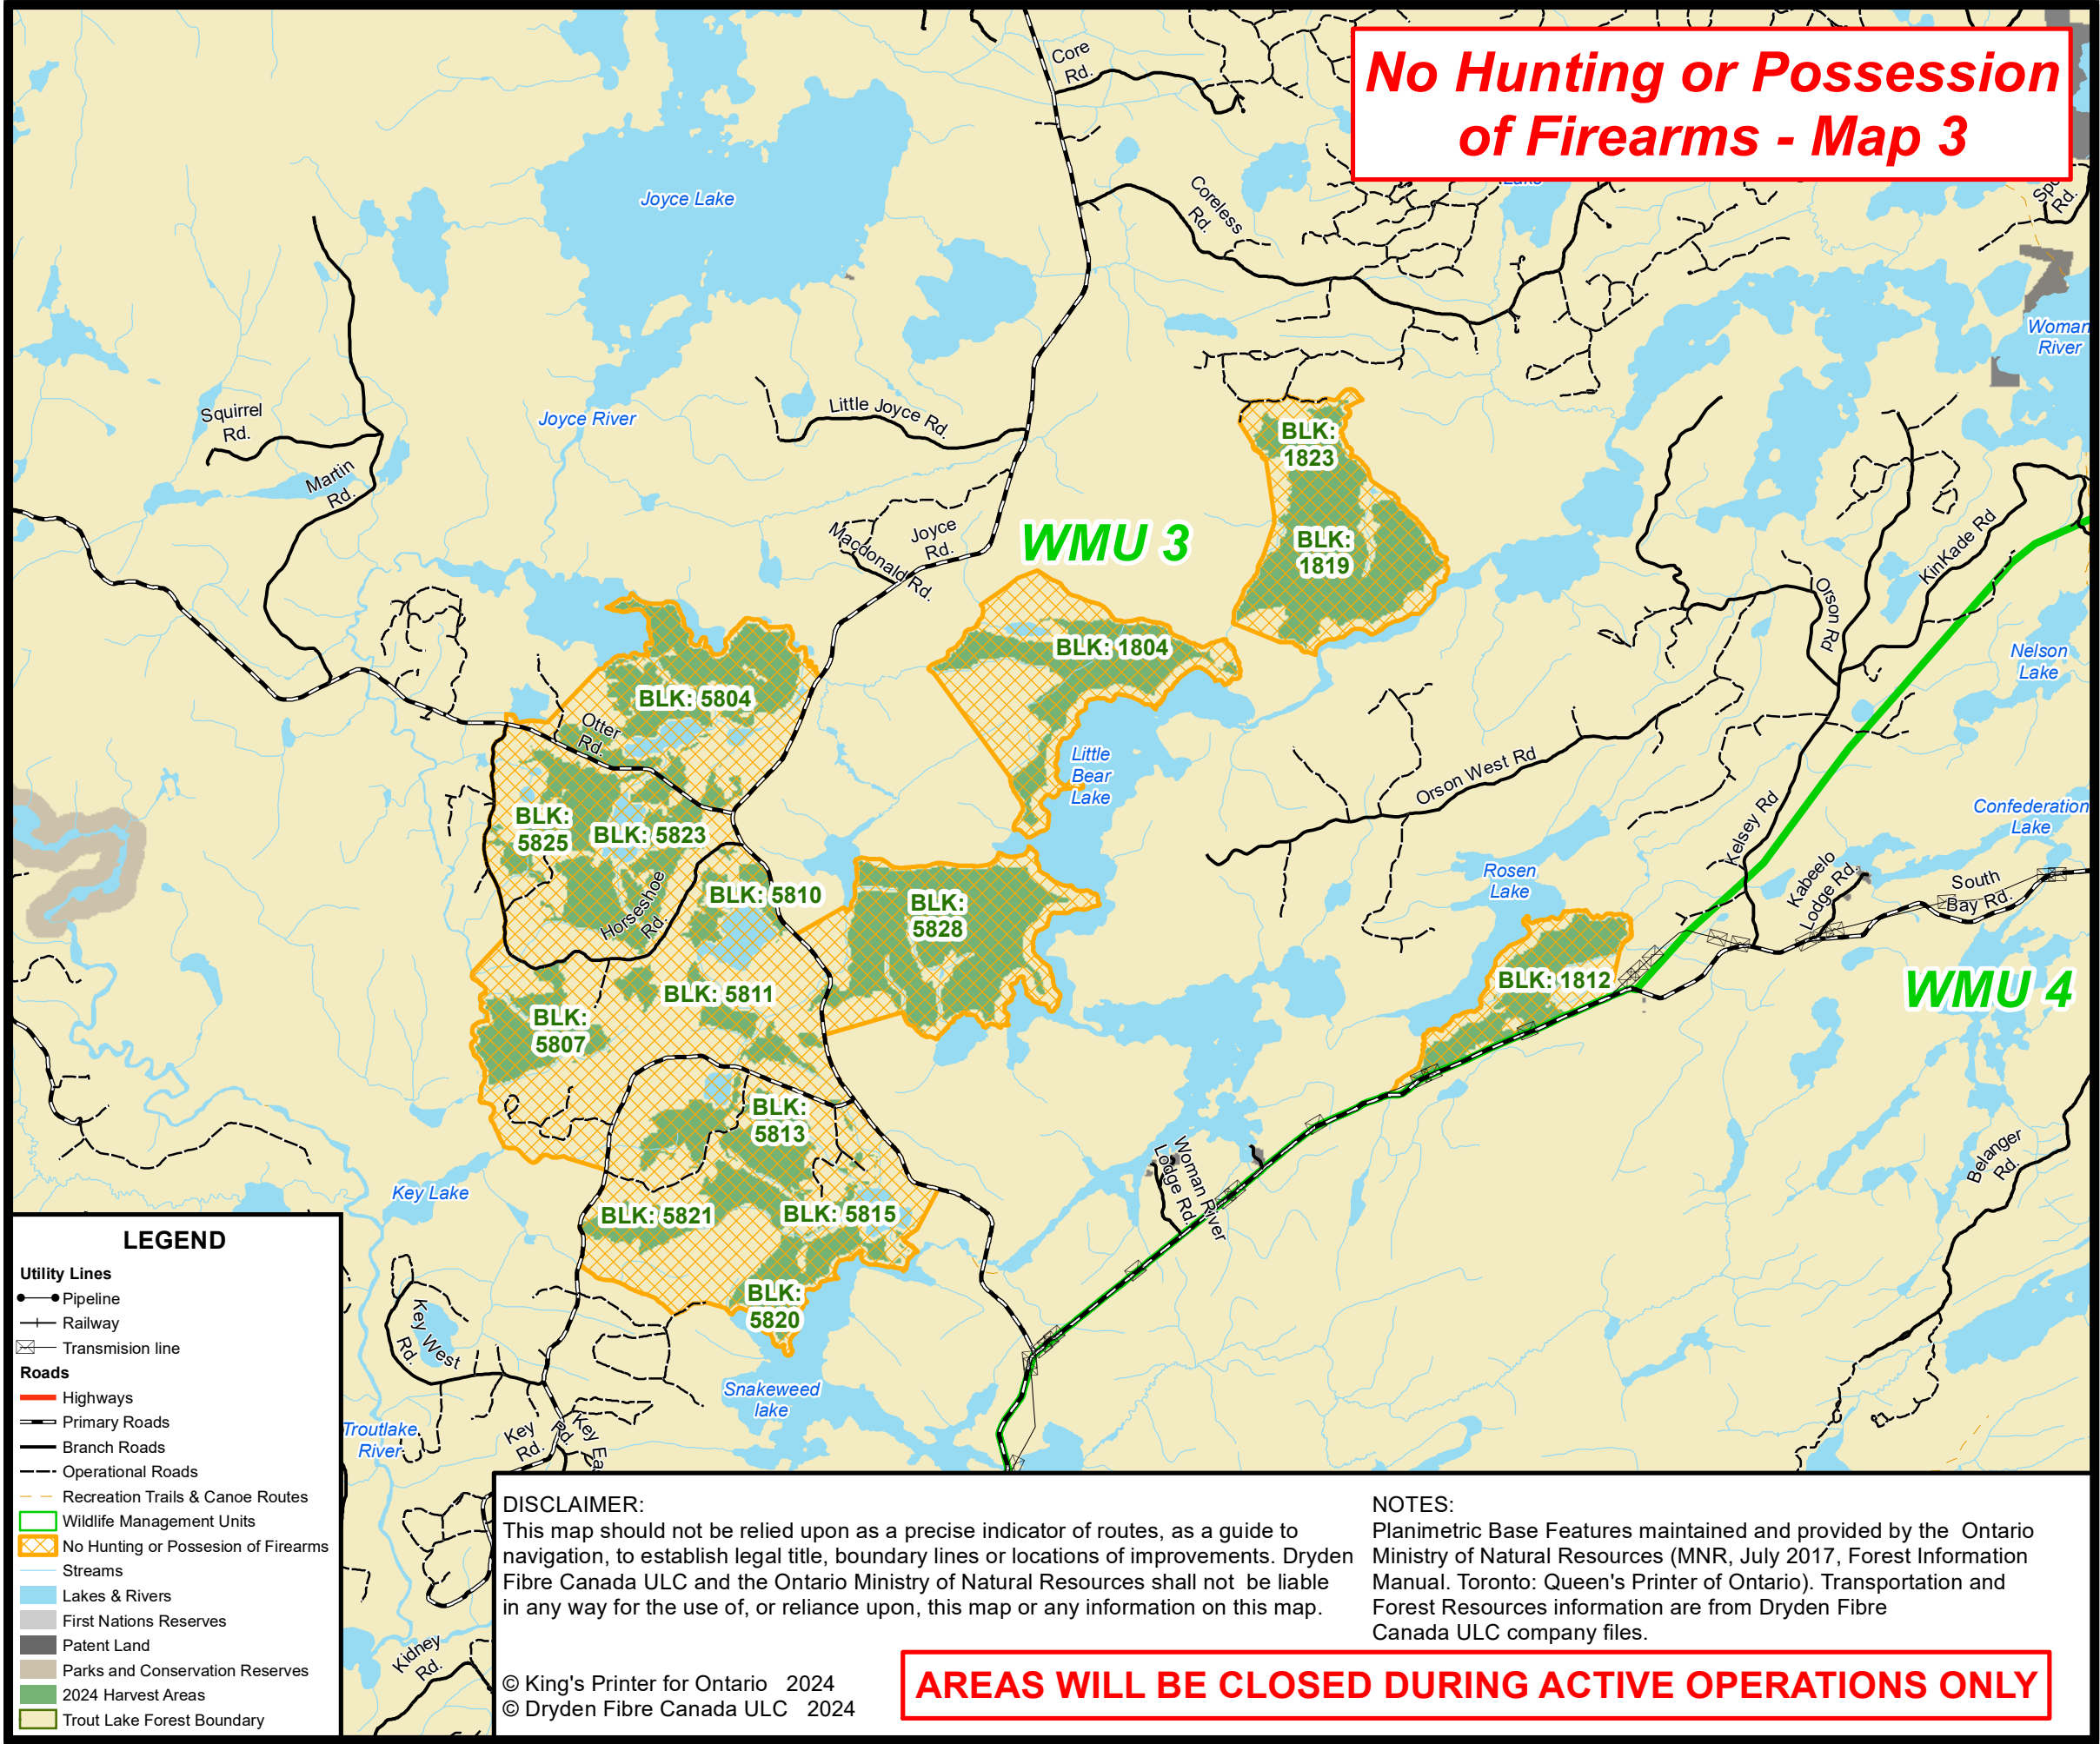 No Hunting or Possession
of Firearms - Map 3
Core
Rd.
Coreless
Rd.
Lake
Rd.
Joyce Lake
Woman
River
Squirrel
Rd.
Martin
Rd.
Joyce River
Little Joyce Rd.
BLK:
1823
Macdonald Rd.
Joyce
Rd.
WMU 3
BLK:
1819
KinKade Rd
Orson Rd
Nelson
Lake
BLK: 1804
BLK: 5804
Otter
Rd.
Little
Bear
Lake
Orson West Rd
Kelsey Rd
Confederation
Lake
BLK:
5825
BLK: 5823
Horseshoe
Rd.
BLK: 5810
BLK:
5828
Rosen
Lake
Kabeelo
Lodge Rd.
South
Bay Rd.
BLK: 1812
WMU 4
BLK: 5811
BLK:
5807
BLK:
5813
Woman River
Lodge Rd.
Belanger
Rd.
Key Lake
BLK: 5821
BLK: 5815
BLK:
5820
Key West
Rd.
Snakeweed
lake
Troutlake
River
Key
Rd.
Key Ea
Rd.
Kidney
Rd.
LEGEND
Utility Lines
Pipeline
Railway
Transmision line
Roads
Highways
Primary Roads
Branch Roads
Operational Roads
Recreation Trails & Canoe Routes
Wildlife Management Units
No Hunting or Possesion of Firearms
Streams
Lakes & Rivers
First Nations Reserves
Patent Land
Parks and Conservation Reserves
2024 Harvest Areas
Trout Lake Forest Boundary
DISCLAIMER:
This map should not be relied upon as a precise indicator of routes, as a guide to
navigation, to establish legal title, boundary lines or locations of improvements. Dryden
Fibre Canada ULC and the Ontario Ministry of Natural Resources shall not  be liable
in any way for the use of, or reliance upon, this map or any information on this map.
© King's Printer for Ontario   2024
© Dryden Fibre Canada ULC   2024
NOTES:
Planimetric Base Features maintained and provided by the  Ontario
Ministry of Natural Resources (MNR, July 2017, Forest Information
Manual. Toronto: Queen's Printer of Ontario). Transportation and
Forest Resources information are from Dryden Fibre
Canada ULC company files.
AREAS WILL BE CLOSED DURING ACTIVE OPERATIONS ONLY